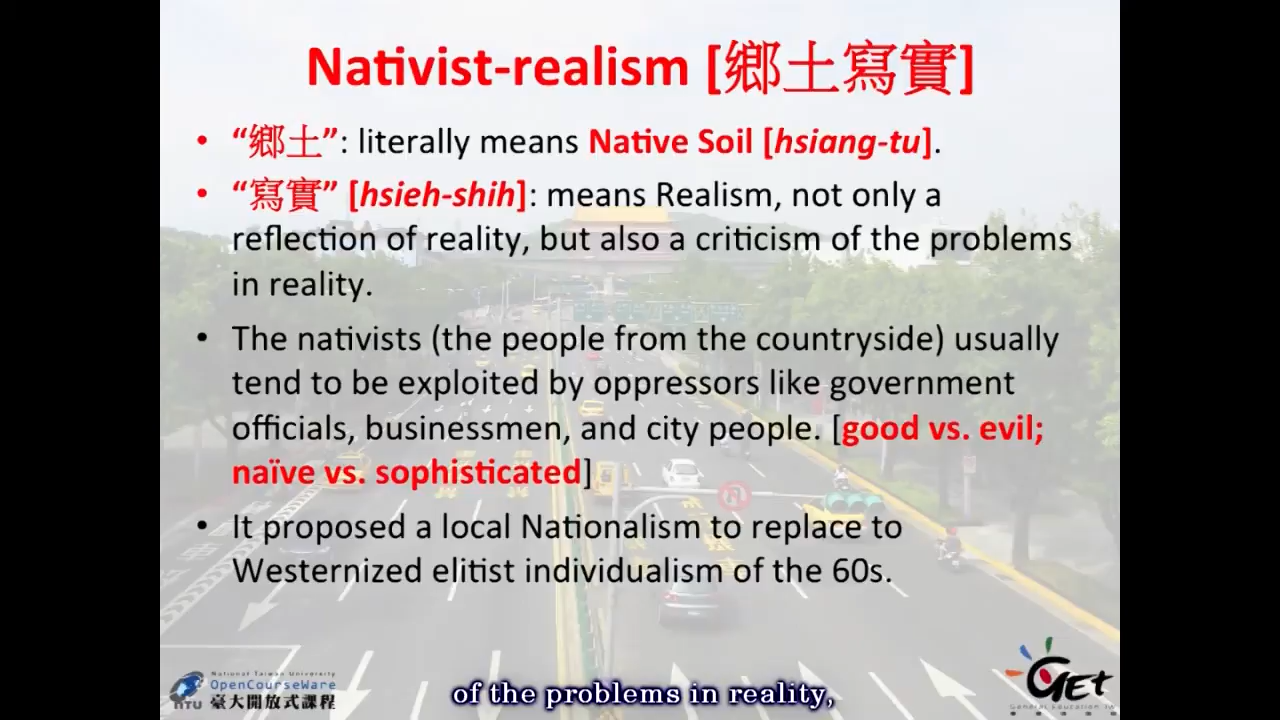 Nativist-realism [鄉土寫實]
• “鄉土”: literally means Native Soil [hsiang-tu].
• “寫實” [hsieh-shih]: means Realism, not only a
reflection of reality, but also a criticism of the problems
in reality.
• The nativists (the people from the countryside) usually
tend to be exploited by oppressors like government
officials, businessmen, and city people. [good vs. evil;
naïve vs. sophisticated]
• It proposed a local Nationalism to replace to
Westernized elitist individualism of the 60s.
National Taiwan University
OpenCourseWare
NTU 臺大開放式課程
of the problems in reality,
GET
General Education TW